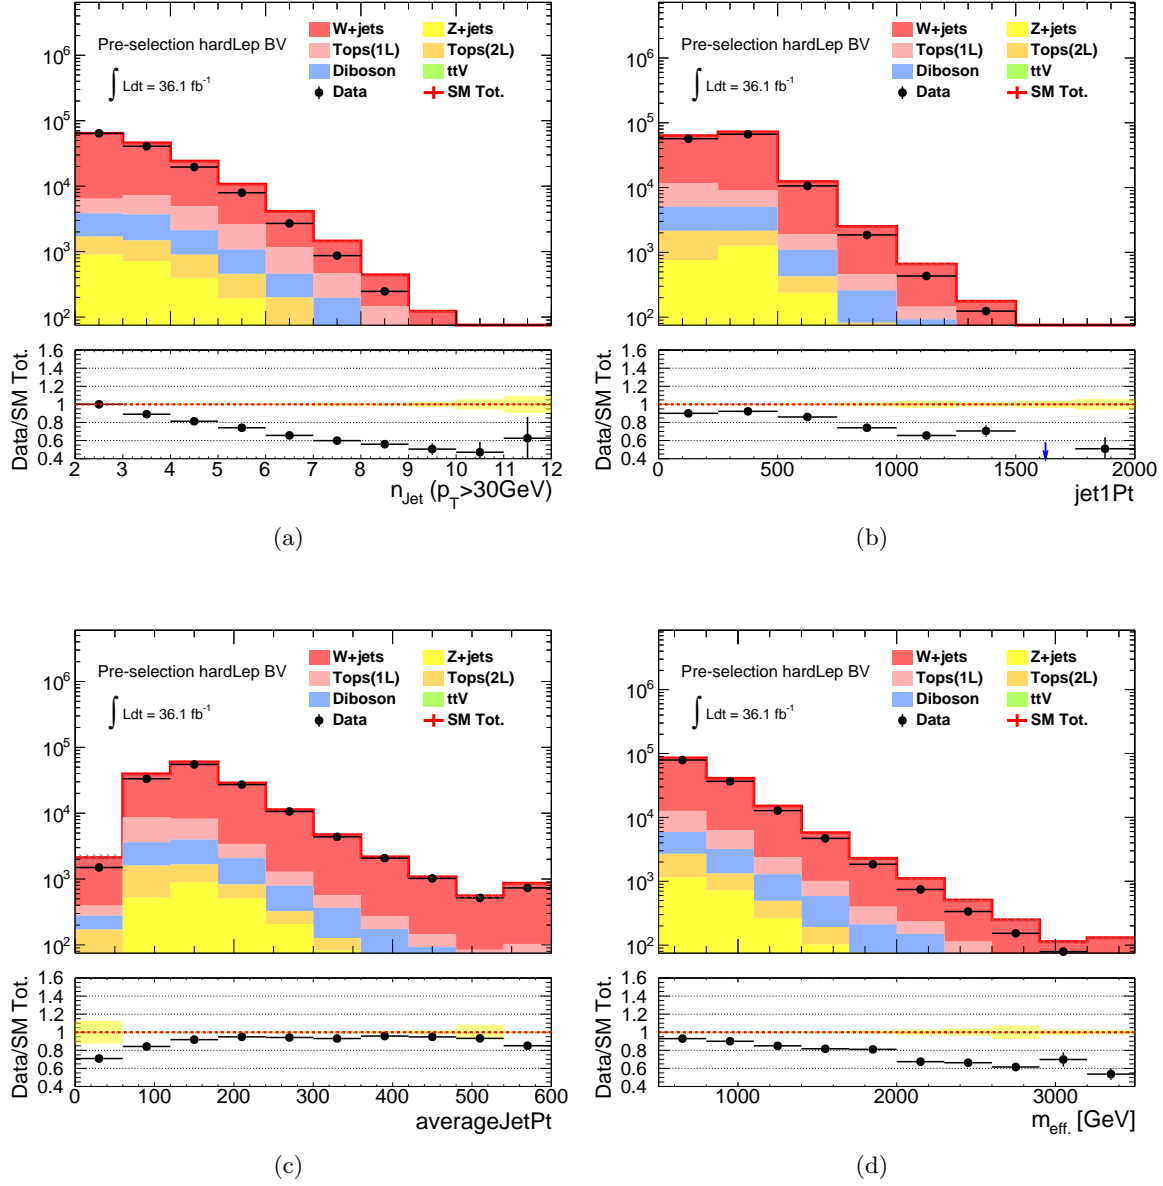 Pre-selection hardLep BV
∫ Ldt = 36.1 fb⁻¹
W+jets Z+jets
Tops(1L) Tops(2L)
Diboson ttV
Data SM Tot.
10⁶
10⁵
10⁴
10³
10²
Data/SM Tot.
1.6
1.4
1.2
1
0.8
0.6
0.4
2 3 4 5 6 7 8 9 10 11 12
n_Jet (p_T>30GeV)
(a)
Pre-selection hardLep BV
∫ Ldt = 36.1 fb⁻¹
W+jets Z+jets
Tops(1L) Tops(2L)
Diboson ttV
Data SM Tot.
10⁶
10⁵
10⁴
10³
10²
Data/SM Tot.
1.6
1.4
1.2
1
0.8
0.6
0.4
0 500 1000 1500 2000
jet1Pt
(b)
Pre-selection hardLep BV
∫ Ldt = 36.1 fb⁻¹
W+jets Z+jets
Tops(1L) Tops(2L)
Diboson ttV
Data SM Tot.
10⁶
10⁵
10⁴
10³
10²
Data/SM Tot.
1.6
1.4
1.2
1
0.8
0.6
0.4
0 100 200 300 400 500 600
averageJetPt
(c)
Pre-selection hardLep BV
∫ Ldt = 36.1 fb⁻¹
W+jets Z+jets
Tops(1L) Tops(2L)
Diboson ttV
Data SM Tot.
10⁶
10⁵
10⁴
10³
10²
Data/SM Tot.
1.6
1.4
1.2
1
0.8
0.6
0.4
1000 2000 3000
m_eff. [GeV]
(d)